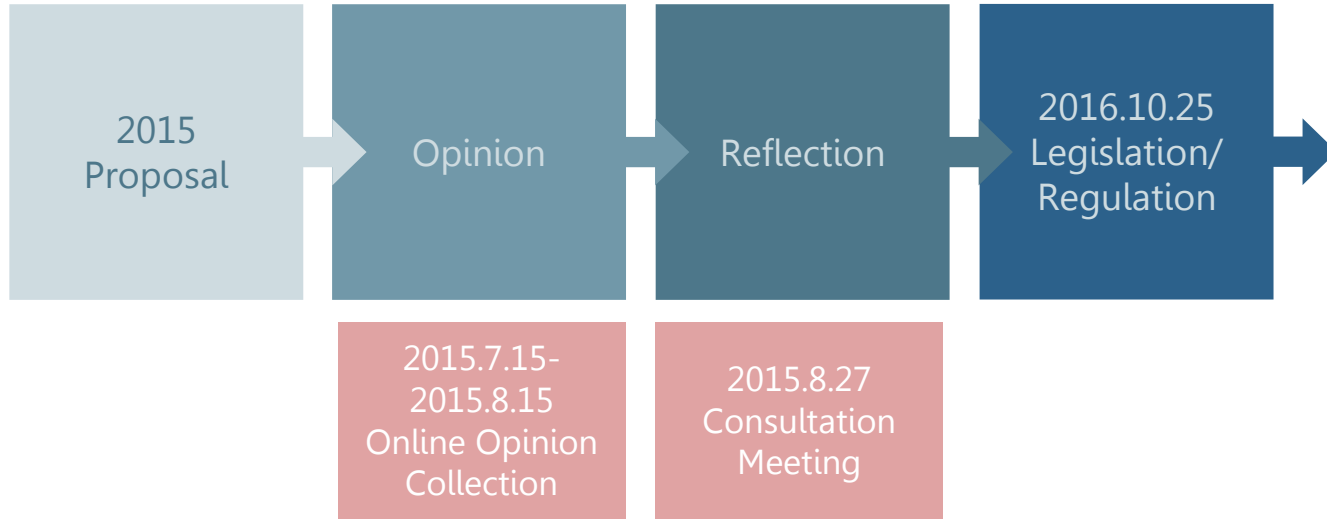 2015
Proposal
Opinion
Reflection
2016.10.25
Legislation/
Regulation
2015.7.15-
2015.8.15
Online Opinion
Collection
2015.8.27
Consultation
Meeting